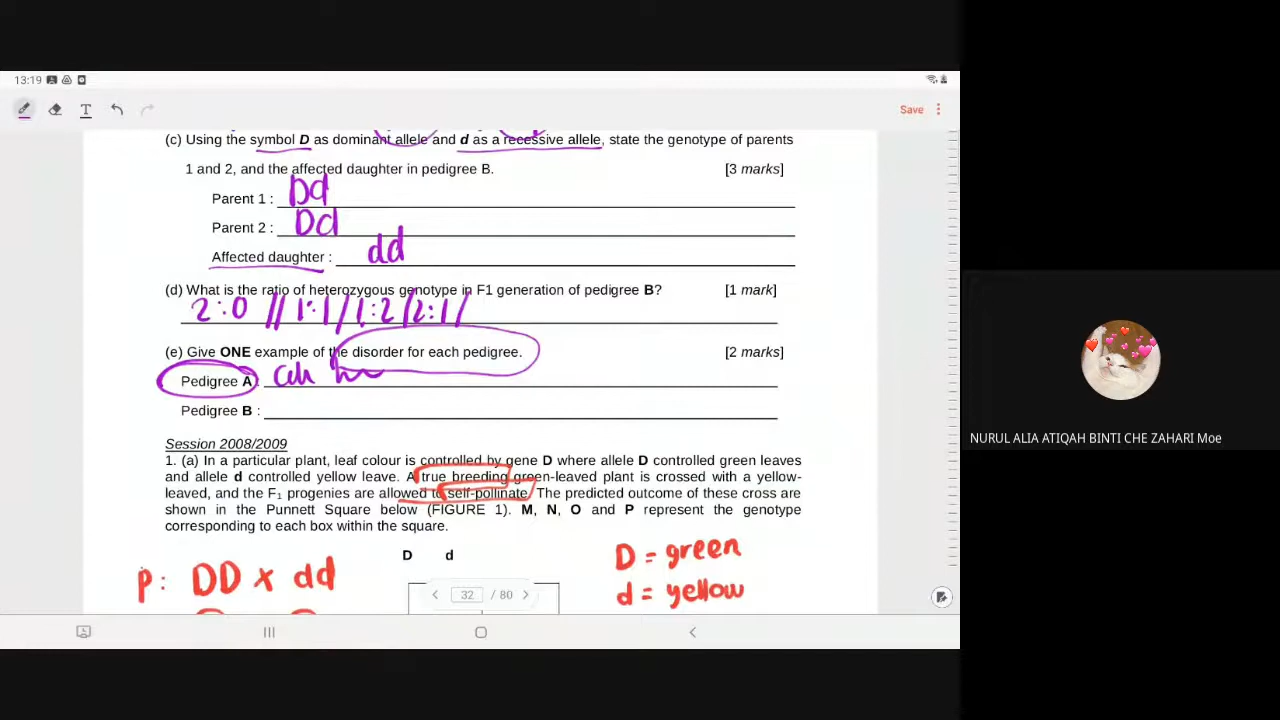 13:19
Save
(c) Using the symbol D as dominant allele and d as a recessive allele, state the genotype of parents
1 and 2, and the affected daughter in pedigree B. [3 marks]
Parent 1 : Dd
Parent 2 : Dd
Affected daughter : dd
(d) What is the ratio of heterozygous genotype in F1 generation of pedigree B? [1 mark]
2:0 // 1:1 / 1:2 / 2:1 /
(e) Give ONE example of the disorder for each pedigree. [2 marks]
Pedigree A :
Pedigree B :
Session 2008/2009
1. (a) In a particular plant, leaf colour is controlled by gene D where allele D controlled green leaves
and allele d controlled yellow leave. A true breeding green-leaved plant is crossed with a yellow-
leaved, and the F₁ progenies are allowed to self-pollinate. The predicted outcome of these cross are
shown in the Punnett Square below (FIGURE 1). M, N, O and P represent the genotype
corresponding to each box within the square.
D d
D = green
P: DD x dd
d = yellow
32 / 80
NURUL ALIA ATIQAH BINTI CHE ZAHARI Moe